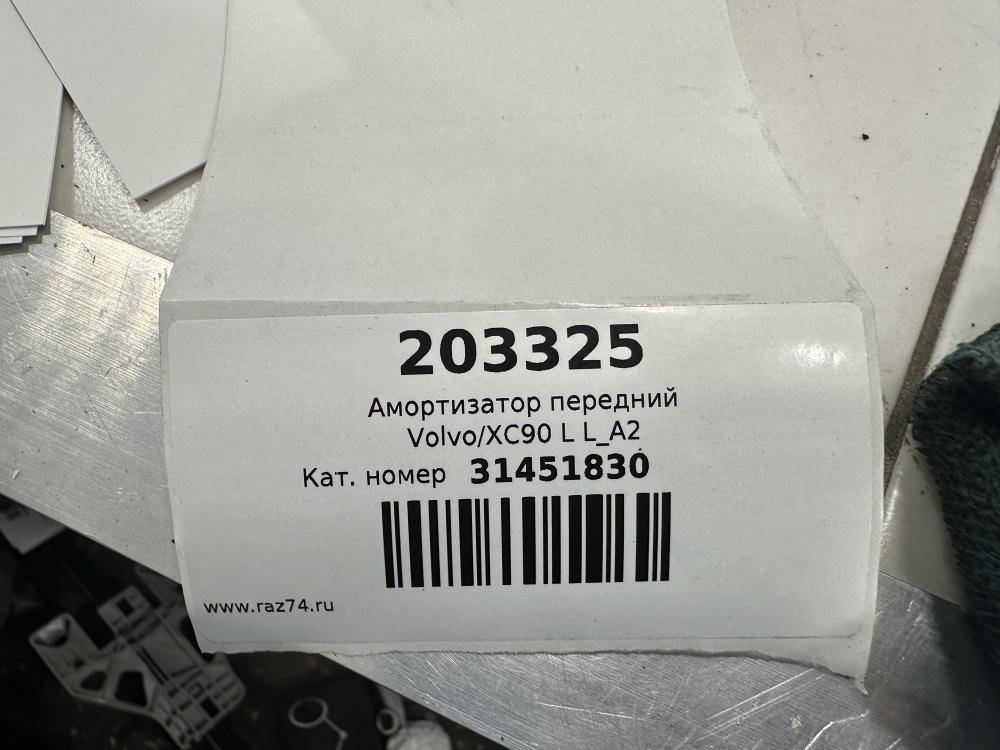 203325
Амортизатор передний
Volvo/XC90 L L_A2
Кат. номер 31451830
www.raz74.ru